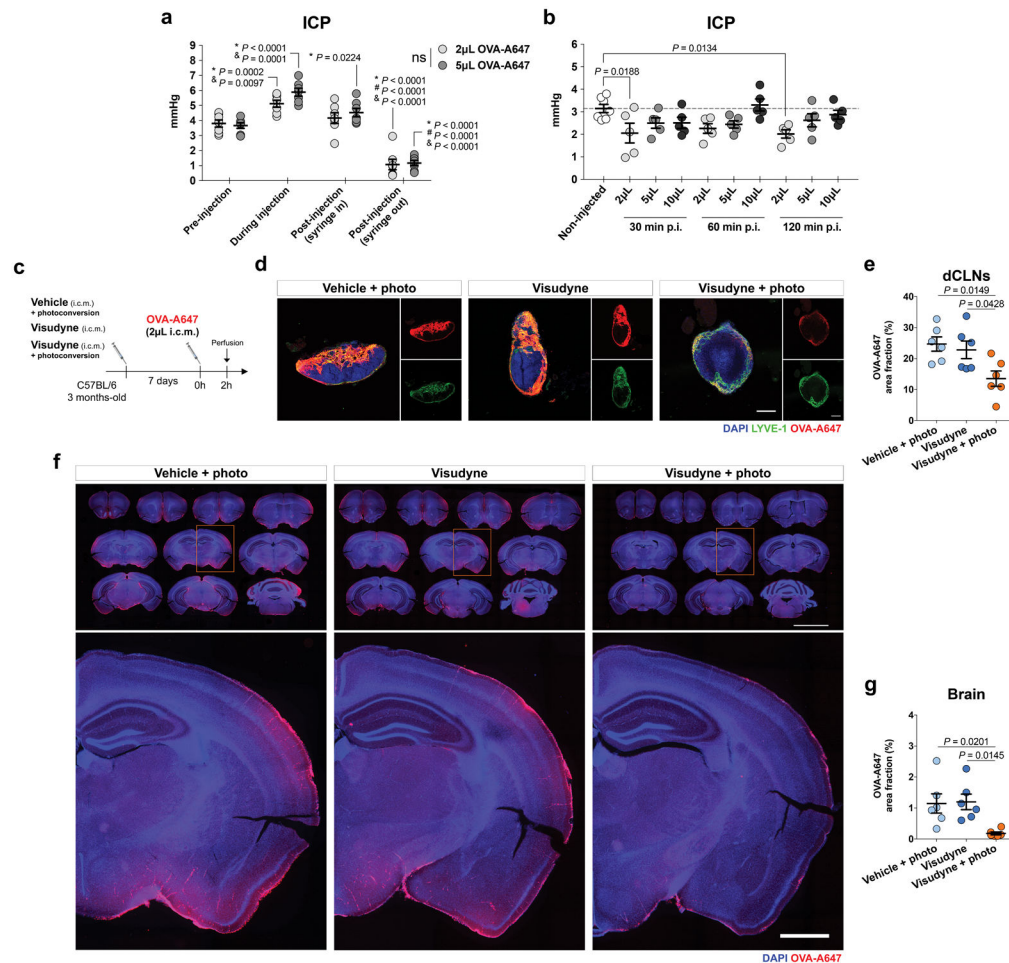 a
ICP
mmHg
9
8
7
6
5
4
3
2
1
0
* P = 0.0002
& P = 0.0097
* P < 0.0001
& P = 0.0001
* P = 0.0224
* P < 0.0001
# P < 0.0001
& P < 0.0001
* P < 0.0001
# P < 0.0001
& P < 0.0001
ns
2μL OVA-A647
5μL OVA-A647
Pre-injection
During injection
Post-injection
(syringe in)
Post-injection
(syringe out)
b
ICP
mmHg
6
5
4
3
2
1
0
P = 0.0188
P = 0.0134
Non-injected
2μL
5μL
10μL
2μL
5μL
10μL
2μL
5μL
10μL
30 min p.i.
60 min p.i.
120 min p.i.
c
Vehicle (i.c.m.)
+ photoconversion
Visudyne (i.c.m.)
Visudyne (i.c.m.)
+ photoconversion
OVA-A647
(2μL i.c.m.)
Perfusion
C57BL/6
3 months-old
7 days
0h
2h
d
Vehicle + photo
Visudyne
Visudyne + photo
DAPI LYVE-1 OVA-A647
e
dCLNs
P = 0.0149
P = 0.0428
OVA-A647
area fraction (%)
40
30
20
10
0
Vehicle + photo
Visudyne
Visudyne + photo
f
Vehicle + photo
Visudyne
Visudyne + photo
DAPI OVA-A647
g
Brain
P = 0.0201
P = 0.0145
OVA-A647
area fraction (%)
4
3
2
1
0
Vehicle + photo
Visudyne
Visudyne + photo